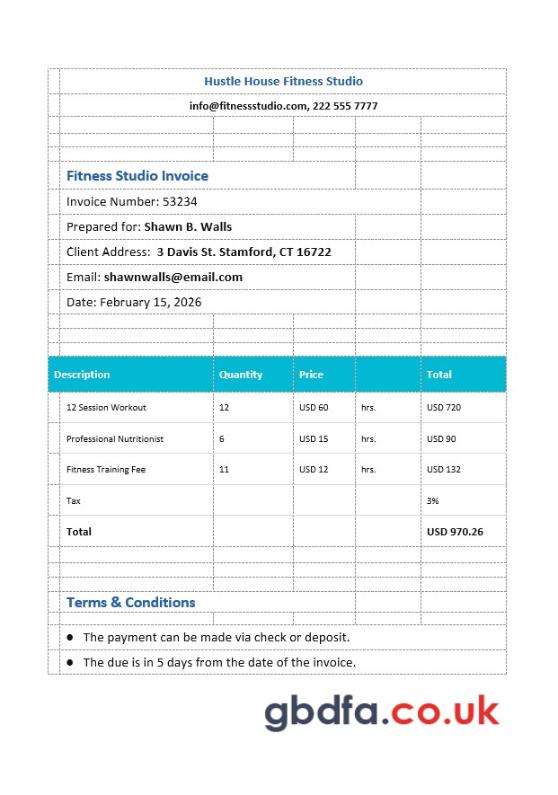 Hustle House Fitness Studio
info@fitnessstudio.com, 222 555 7777
Fitness Studio Invoice
Invoice Number: 53234
Prepared for: Shawn B. Walls
Client Address: 3 Davis St. Stamford, CT 16722
Email: shawnwalls@email.com
Date: February 15, 2026
Description Quantity Price Total
12 Session Workout 12 USD 60 hrs. USD 720
Professional Nutritionist 6 USD 15 hrs. USD 90
Fitness Training Fee 11 USD 12 hrs. USD 132
Tax 3%
Total USD 970.26
Terms & Conditions
● The payment can be made via check or deposit.
● The due is in 5 days from the date of the invoice.
gbdfa.co.uk